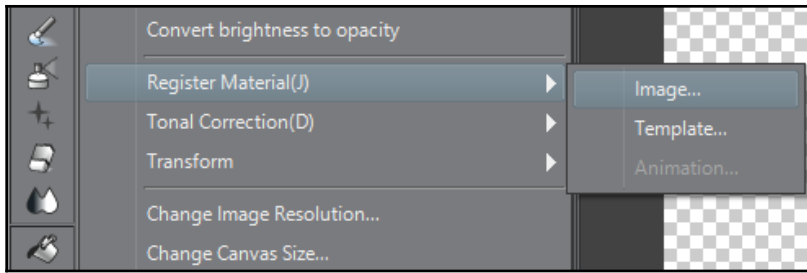 Convert brightness to opacity
Register Material(J)
Image...
Tonal Correction(D)
Template...
Transform
Animation...
Change Image Resolution...
Change Canvas Size...